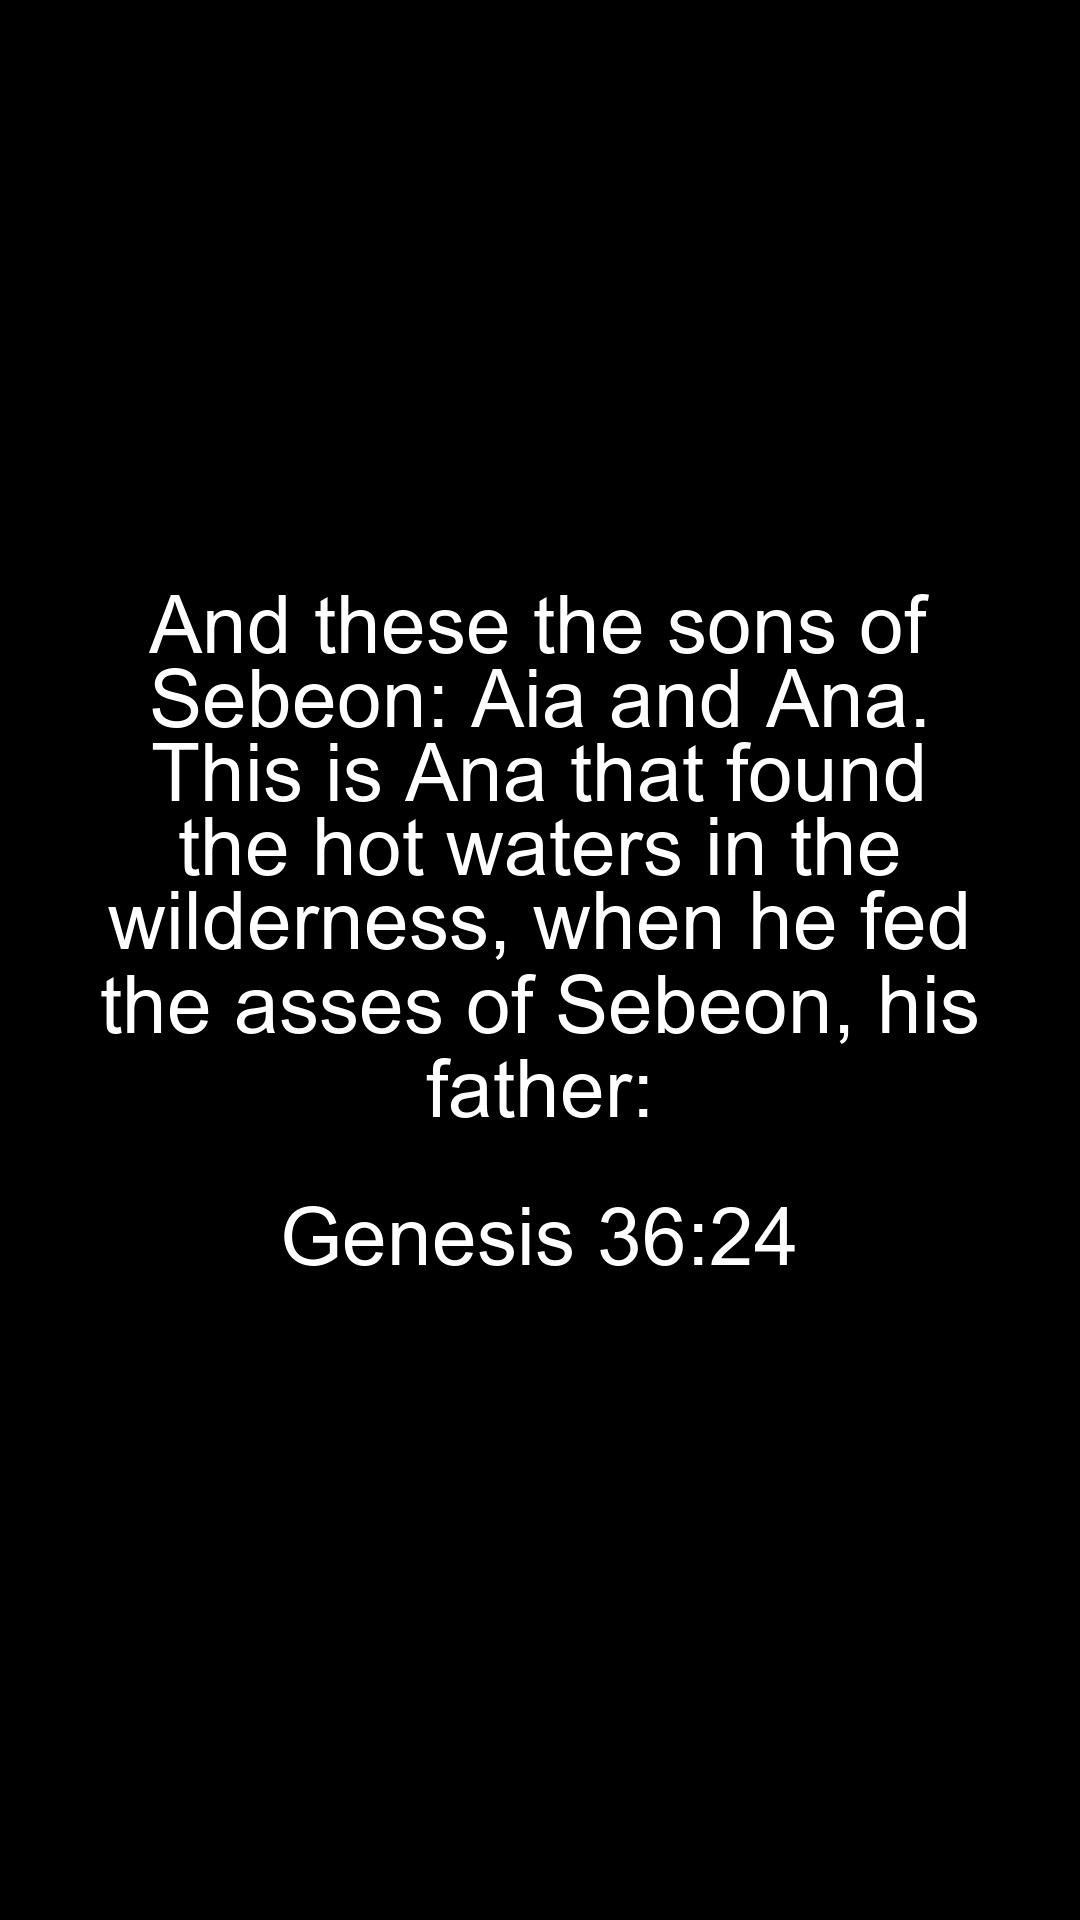 And these the sons of
Sebeon: Aia and Ana.
This is Ana that found
the hot waters in the
wilderness, when he fed
the asses of Sebeon, his
father:
Genesis 36:24